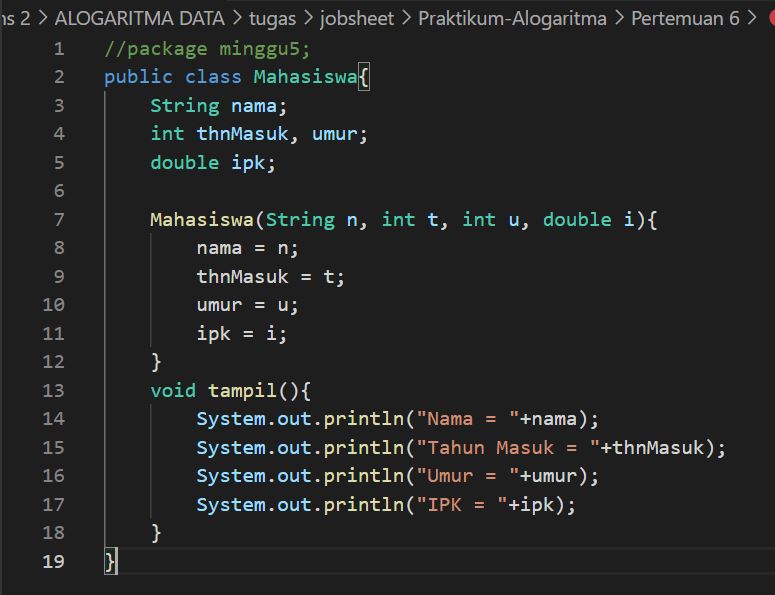 ns 2 > ALOGARITMA DATA > tugas > jobsheet > Praktikum-Alogaritma > Pertemuan 6 >
1 //package minggu5;
2 public class Mahasiswa{
3     String nama;
4     int thnMasuk, umur;
5     double ipk;
6
7     Mahasiswa(String n, int t, int u, double i){
8         nama = n;
9         thnMasuk = t;
10         umur = u;
11         ipk = i;
12     }
13     void tampil(){
14         System.out.println("Nama = "+nama);
15         System.out.println("Tahun Masuk = "+thnMasuk);
16         System.out.println("Umur = "+umur);
17         System.out.println("IPK = "+ipk);
18     }
19 }